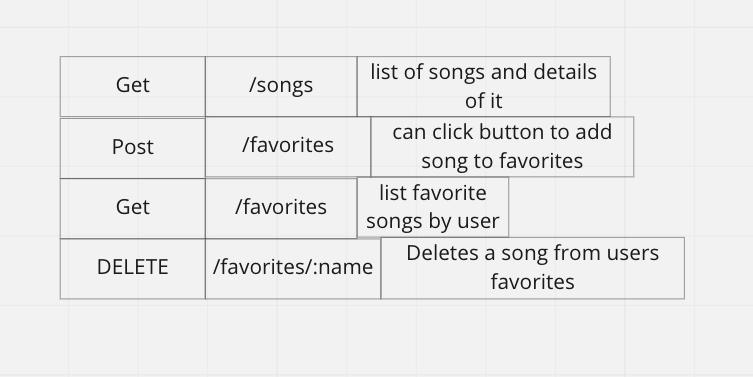 Get
/songs
list of songs and details
of it
Post
/favorites
can click button to add
song to favorites
Get
/favorites
list favorite
songs by user
DELETE
/favorites/:name
Deletes a song from users
favorites